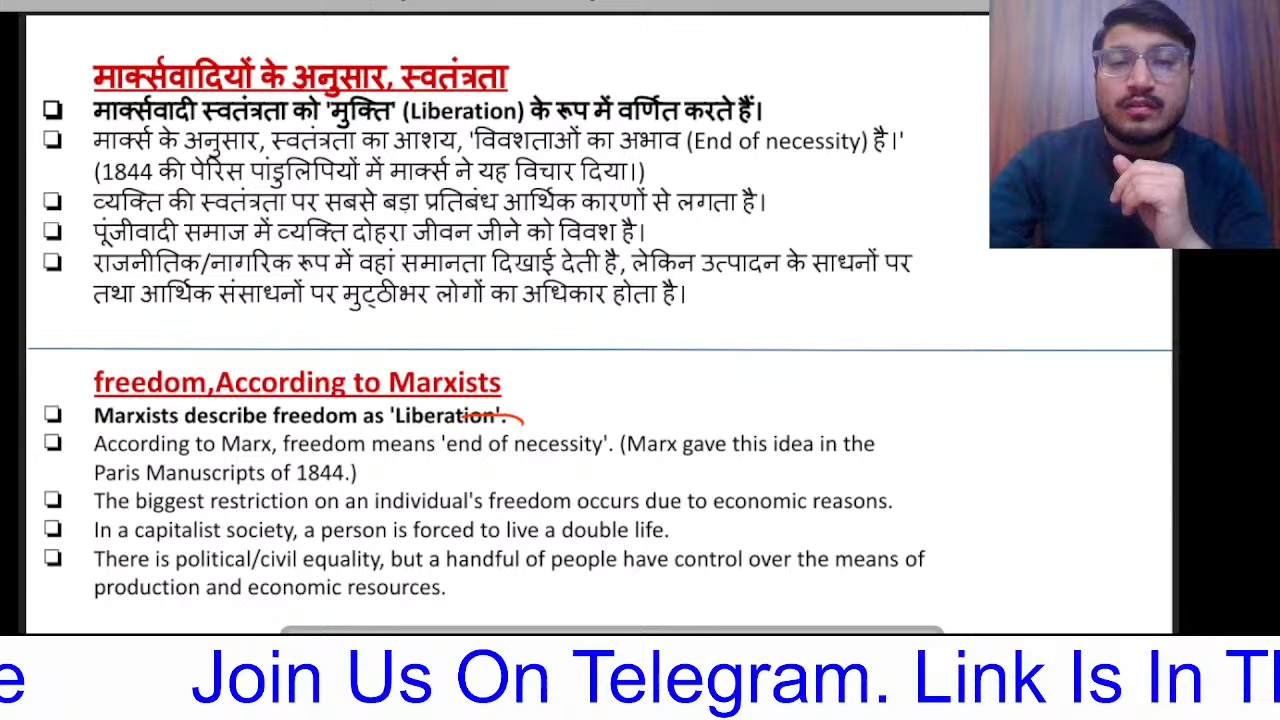 मार्क्सवादियों के अनुसार, स्वतंत्रता
❑ मार्क्सवादी स्वतंत्रता को 'मुक्ति' (Liberation) के रूप में वर्णित करते हैं।
❑ मार्क्स के अनुसार, स्वतंत्रता का आशय, 'विवशताओं का अभाव (End of necessity) है।'
(1844 की पेरिस पांडुलिपियों में मार्क्स ने यह विचार दिया।)
❑ व्यक्ति की स्वतंत्रता पर सबसे बड़ा प्रतिबंध आर्थिक कारणों से लगता है।
❑ पूंजीवादी समाज में व्यक्ति दोहरा जीवन जीने को विवश है।
❑ राजनीतिक/नागरिक रूप में वहां समानता दिखाई देती है, लेकिन उत्पादन के साधनों पर
तथा आर्थिक संसाधनों पर मुट्ठीभर लोगों का अधिकार होता है।
freedom,According to Marxists
❑ Marxists describe freedom as 'Liberation'.
❑ According to Marx, freedom means 'end of necessity'. (Marx gave this idea in the
Paris Manuscripts of 1844.)
❑ The biggest restriction on an individual's freedom occurs due to economic reasons.
❑ In a capitalist society, a person is forced to live a double life.
❑ There is political/civil equality, but a handful of people have control over the means of
production and economic resources.
e Join Us On Telegram. Link Is In T